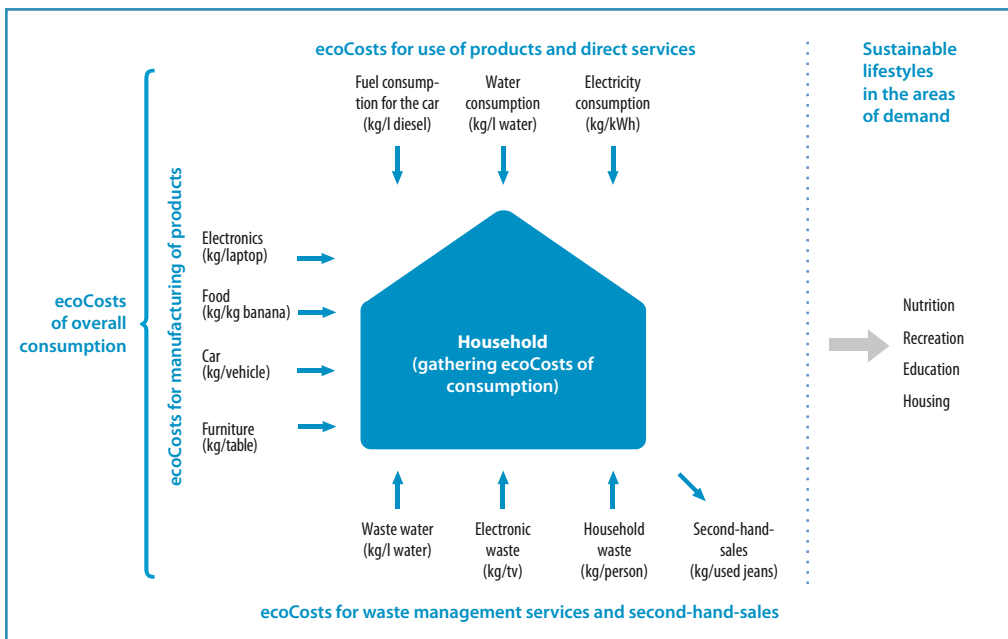 ecoCosts for use of products and direct services
Fuel consump-
tion for the car
(kg/l diesel)
Water
consumption
(kg/l water)
Electricity
consumption
(kg/kWh)
Sustainable
lifestyles
in the areas
of demand
ecoCosts
of overall
consumption
ecoCosts for manufacturing of products
Electronics
(kg/laptop)
Food
(kg/kg banana)
Car
(kg/vehicle)
Furniture
(kg/table)
Household
(gathering ecoCosts of
consumption)
Nutrition
Recreation
Education
Housing
Waste water
(kg/l water)
Electronic
waste
(kg/tv)
Household
waste
(kg/person)
Second-hand-
sales
(kg/used jeans)
ecoCosts for waste management services and second-hand-sales